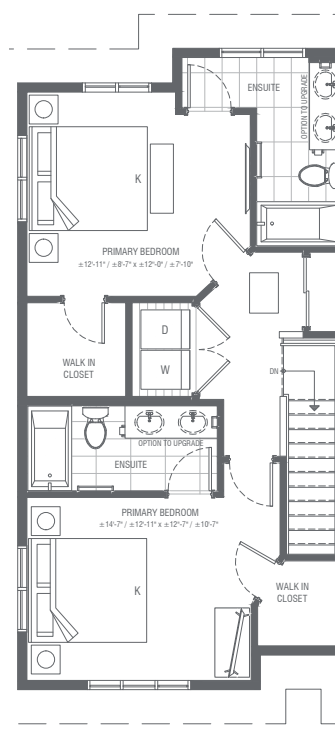 ENSUITE
OPTION TO UPGRADE
K
PRIMARY BEDROOM
±12'-11" / ±8'-7" x ±12'-0" / ±7'-10"
D
WALK IN
CLOSET
W
DN
OPTION TO UPGRADE
ENSUITE
PRIMARY BEDROOM
±14'-7" / ±12'-11" x ±12'-7" / ±10'-7"
K
WALK IN
CLOSET